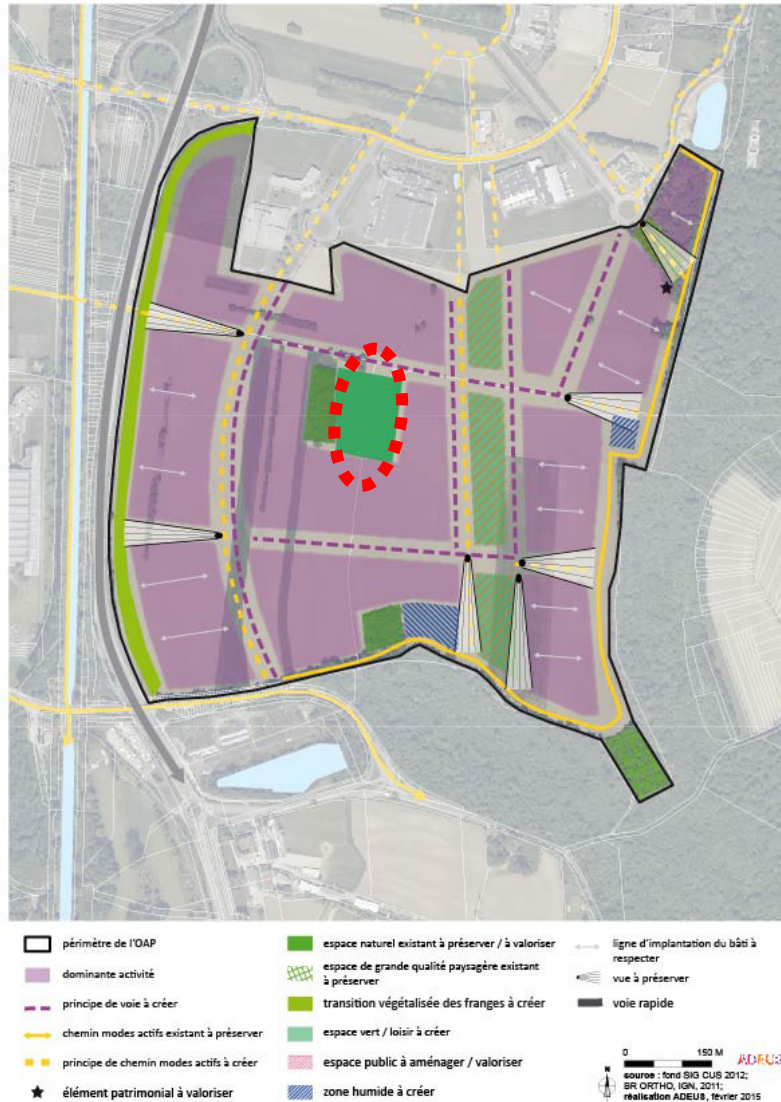 périmètre de l'OAP
dominante activité
principe de voie à créer
chemin modes actifs existant à préserver
principe de chemin modes actifs à créer
élément patrimonial à valoriser
espace naturel existant à préserver / à valoriser
espace de grande qualité paysagère existant
à préserver
transition végétalisée des franges à créer
espace vert / loisir à créer
espace public à aménager / valoriser
zone humide à créer
ligne d'implantation du bâti à
respecter
vue à préserver
voie rapide
0 150 M
ADEUS
N
source : fond SIG CUS 2012;
BR ORTHO, IGN, 2011;
réalisation ADEUS, février 2015